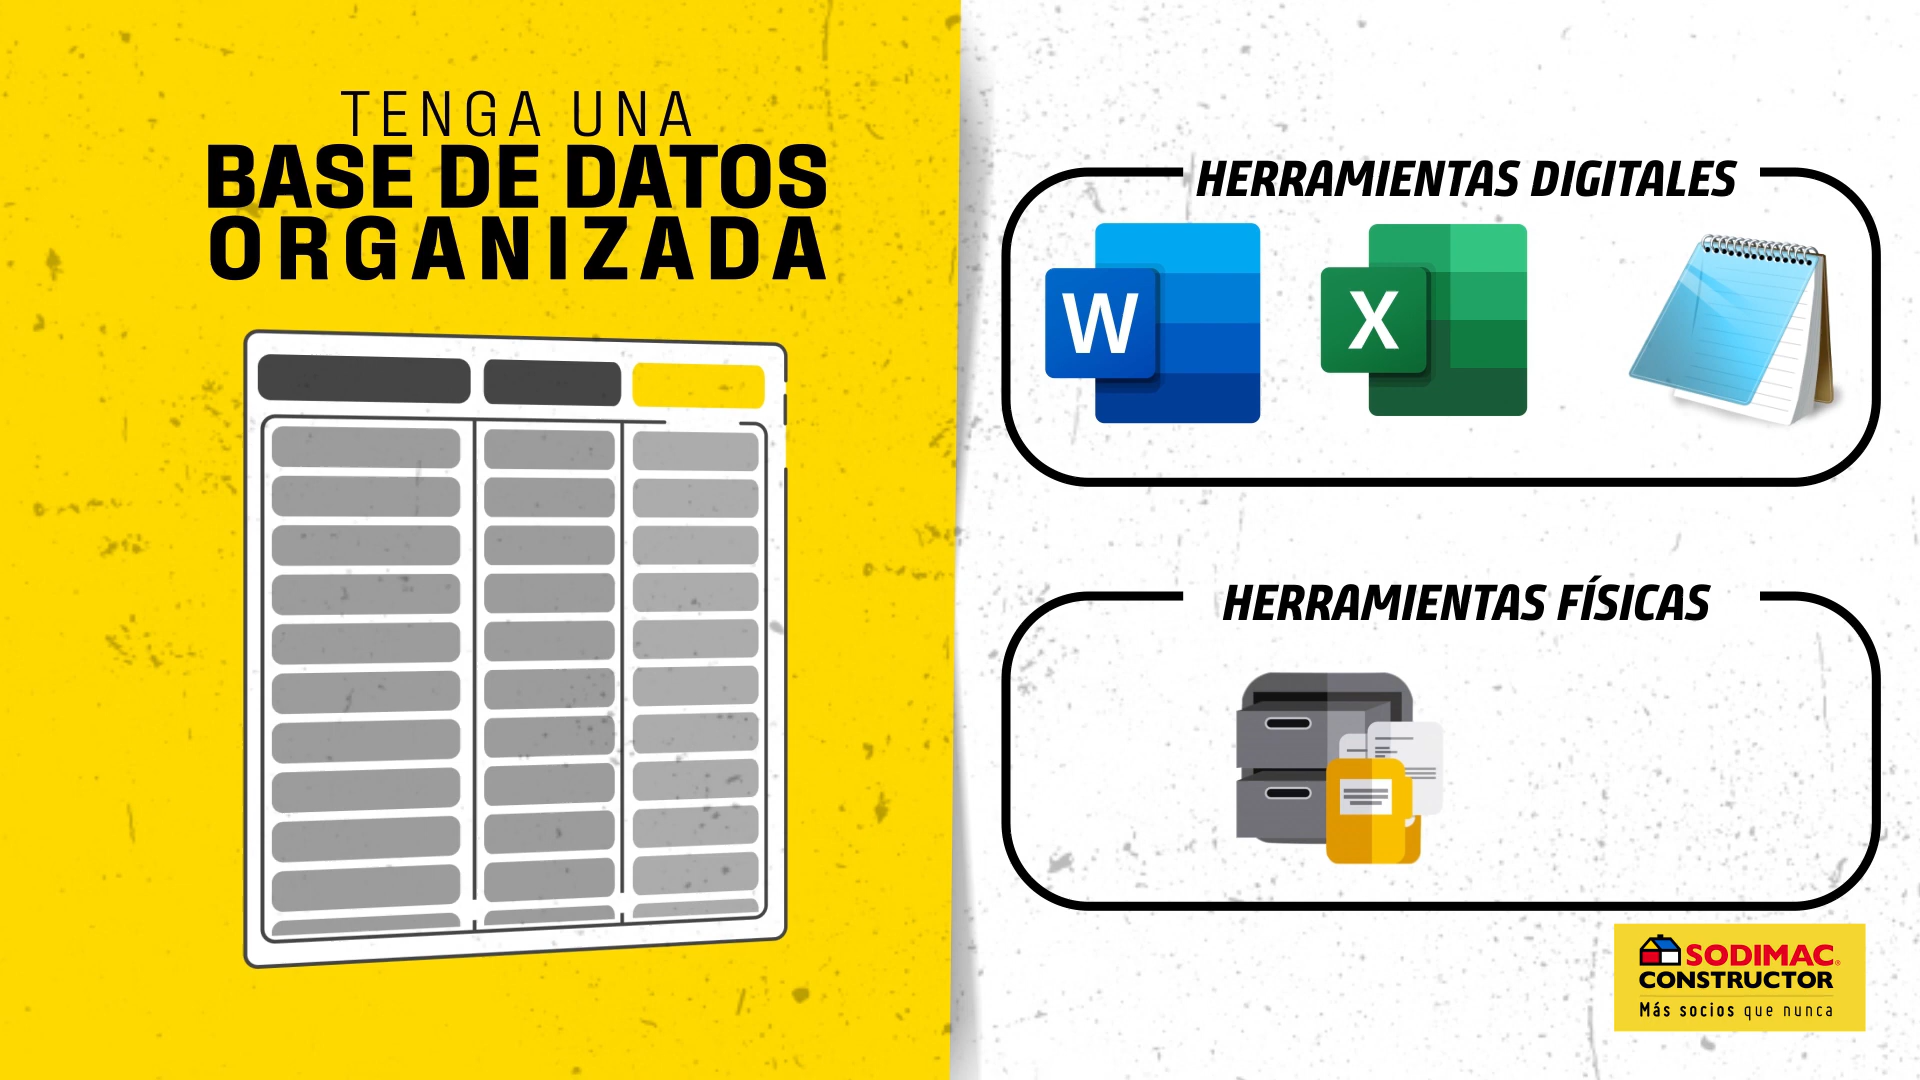 TENGA UNA
BASE DE DATOS
ORGANIZADA
HERRAMIENTAS DIGITALES
W
X
HERRAMIENTAS FÍSICAS
SODIMAC®
CONSTRUCTOR
Más socios que nunca